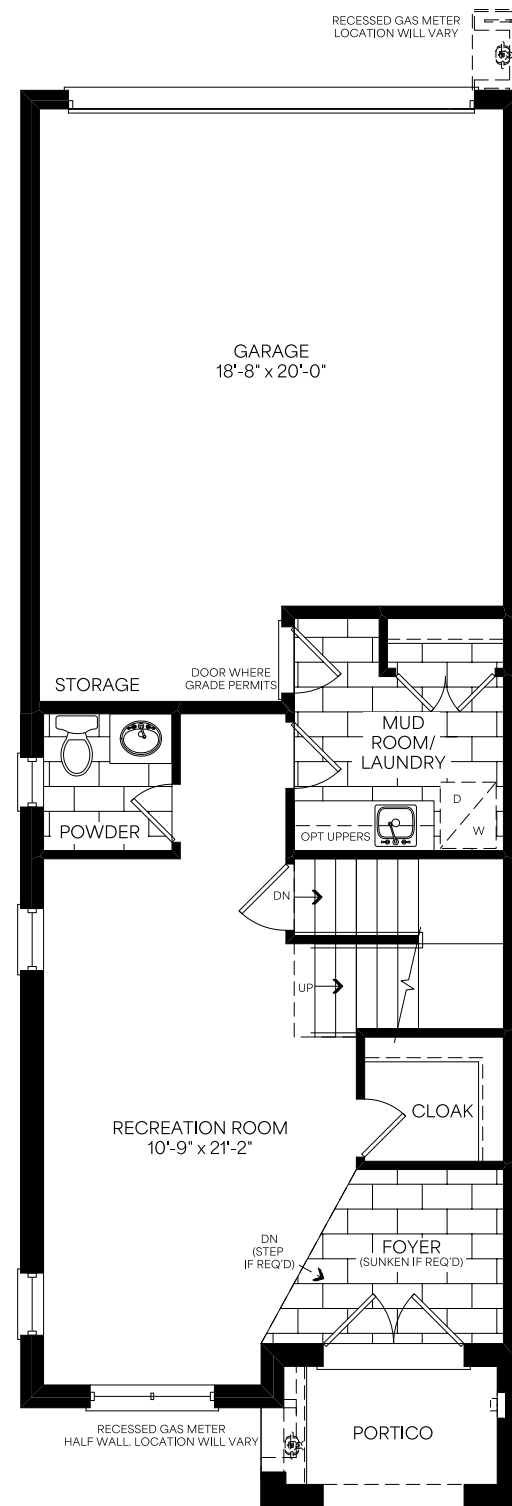 RECESSED GAS METER
LOCATION WILL VARY
GARAGE
18'-8" x 20'-0"
STORAGE
DOOR WHERE
GRADE PERMITS
MUD
ROOM/
LAUNDRY
D
W
OPT UPPERS
POWDER
DN
UP
CLOAK
RECREATION ROOM
10'-9" x 21'-2"
DN
(STEP
IF REQ'D)
FOYER
(SUNKEN IF REQ'D)
PORTICO
RECESSED GAS METER
HALF WALL. LOCATION WILL VARY